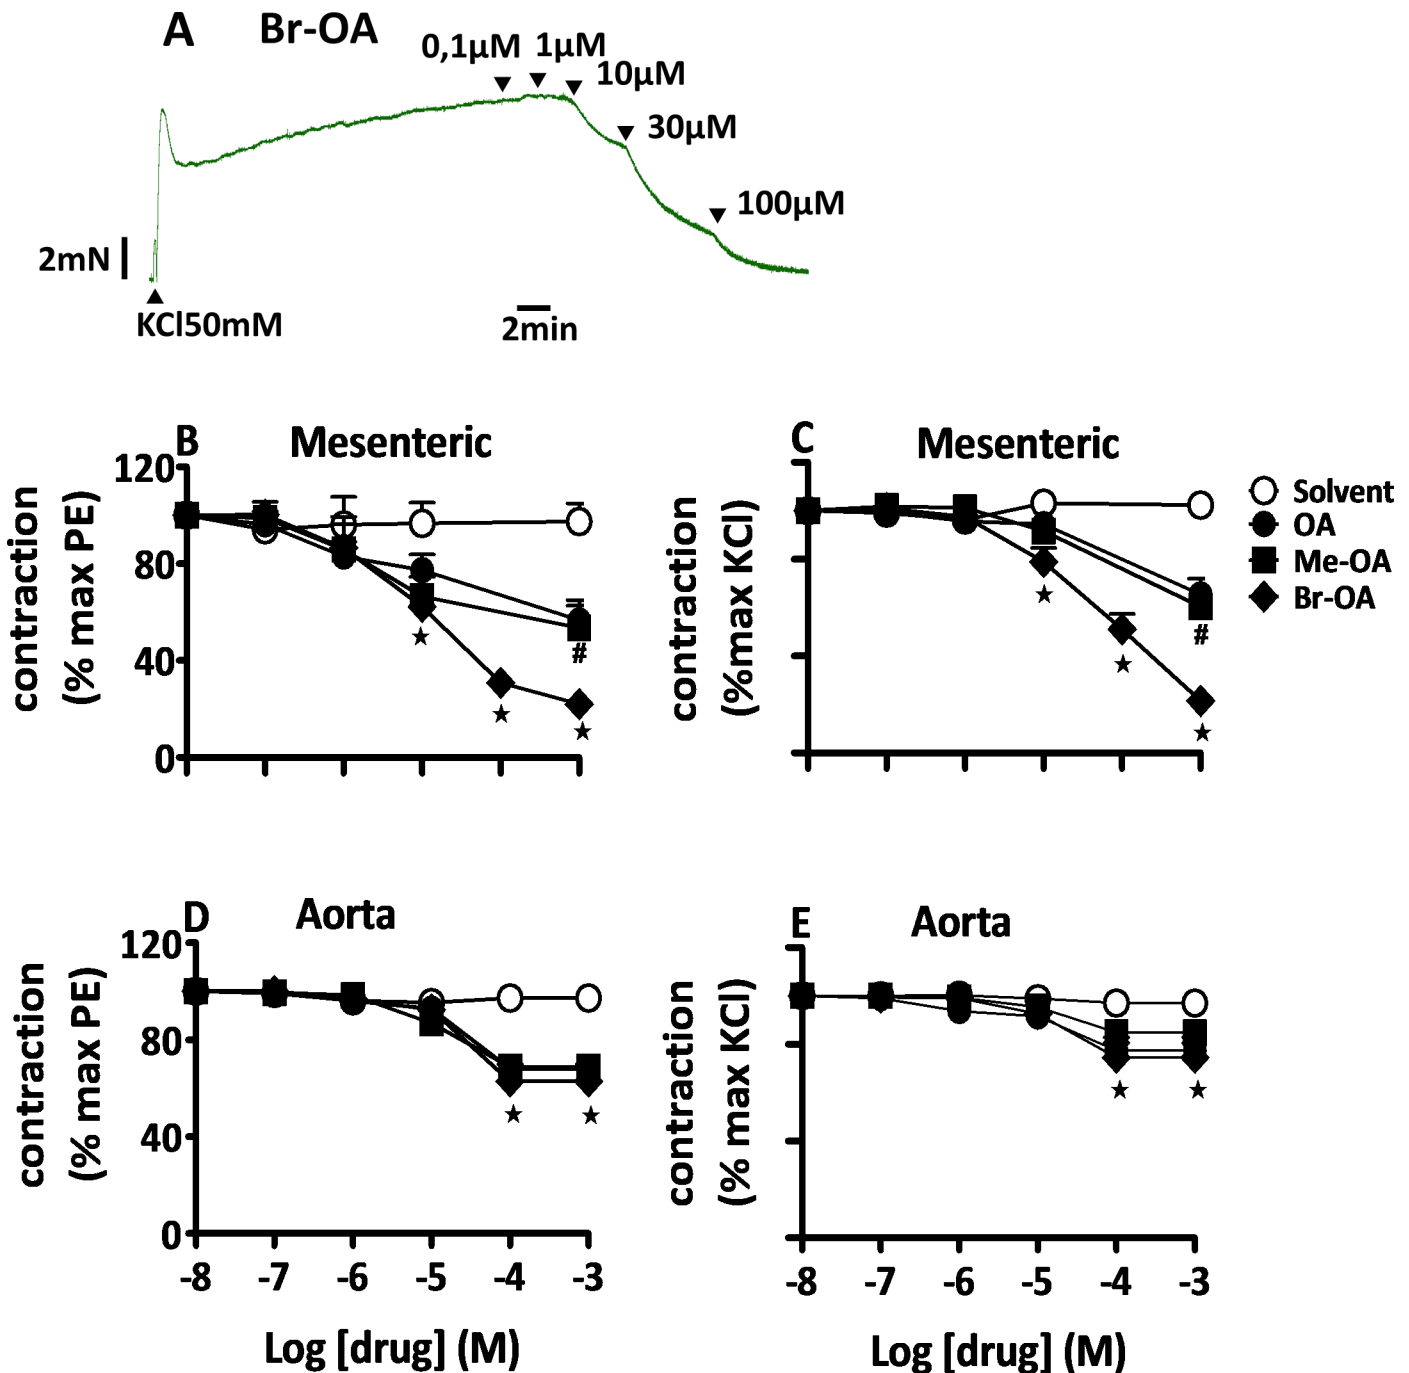 A Br-OA
0,1µM 1µM
10µM
30µM
100µM
2mN
KCl50mM
2min
B Mesenteric
contraction
(% max PE)
120
80
40
0
#
C Mesenteric
contraction
(%max KCl)
#
Solvent
OA
Me-OA
Br-OA
D Aorta
contraction
(% max PE)
120
80
40
0
-8 -7 -6 -5 -4 -3
Log [drug] (M)
E Aorta
contraction
(% max KCl)
-8 -7 -6 -5 -4 -3
Log [drug] (M)